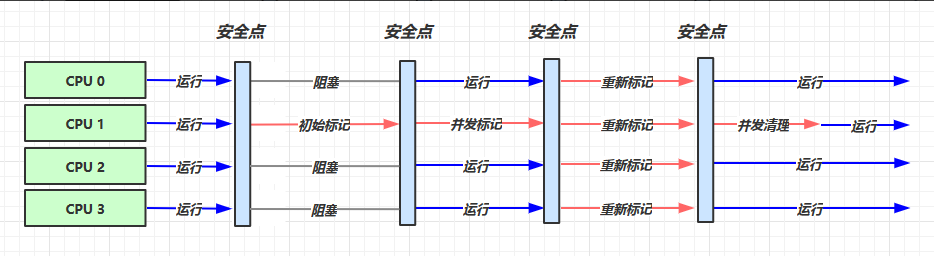 安全点 安全点 安全点 安全点
CPU 0 运行 阻塞 运行 重新标记 运行
CPU 1 运行 初始标记 并发标记 重新标记 并发清理 运行
CPU 2 运行 阻塞 运行 重新标记 运行
CPU 3 运行 阻塞 运行 重新标记 运行